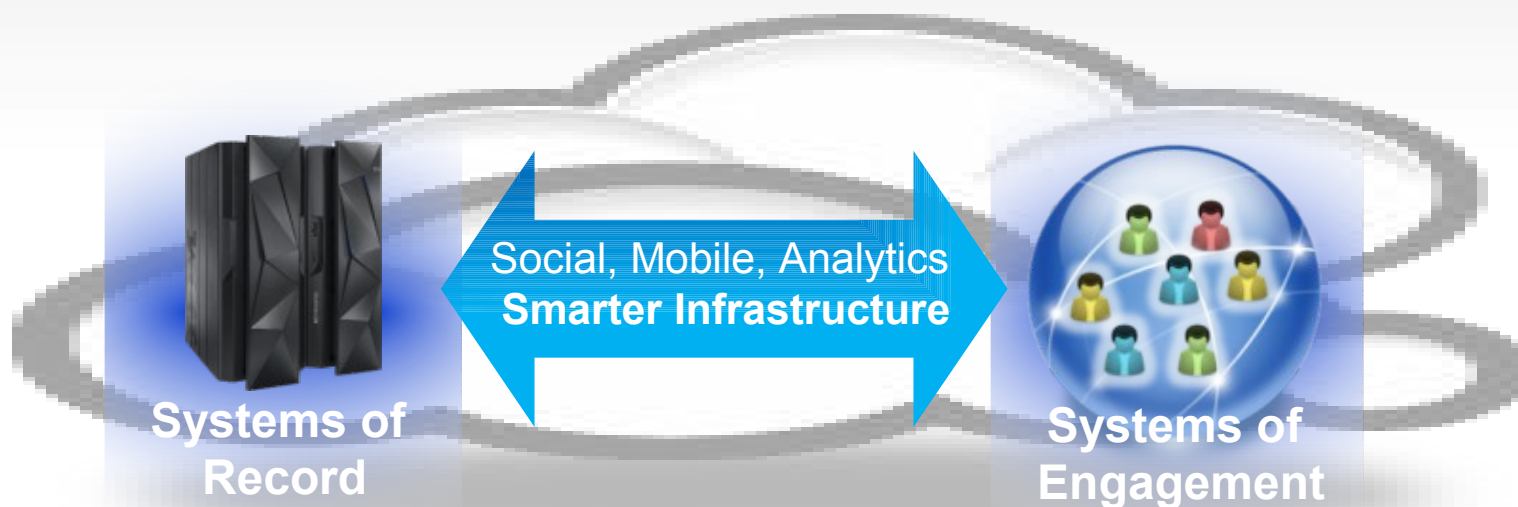 Social, Mobile, Analytics
Smarter Infrastructure
Systems of
Record
Systems of
Engagement